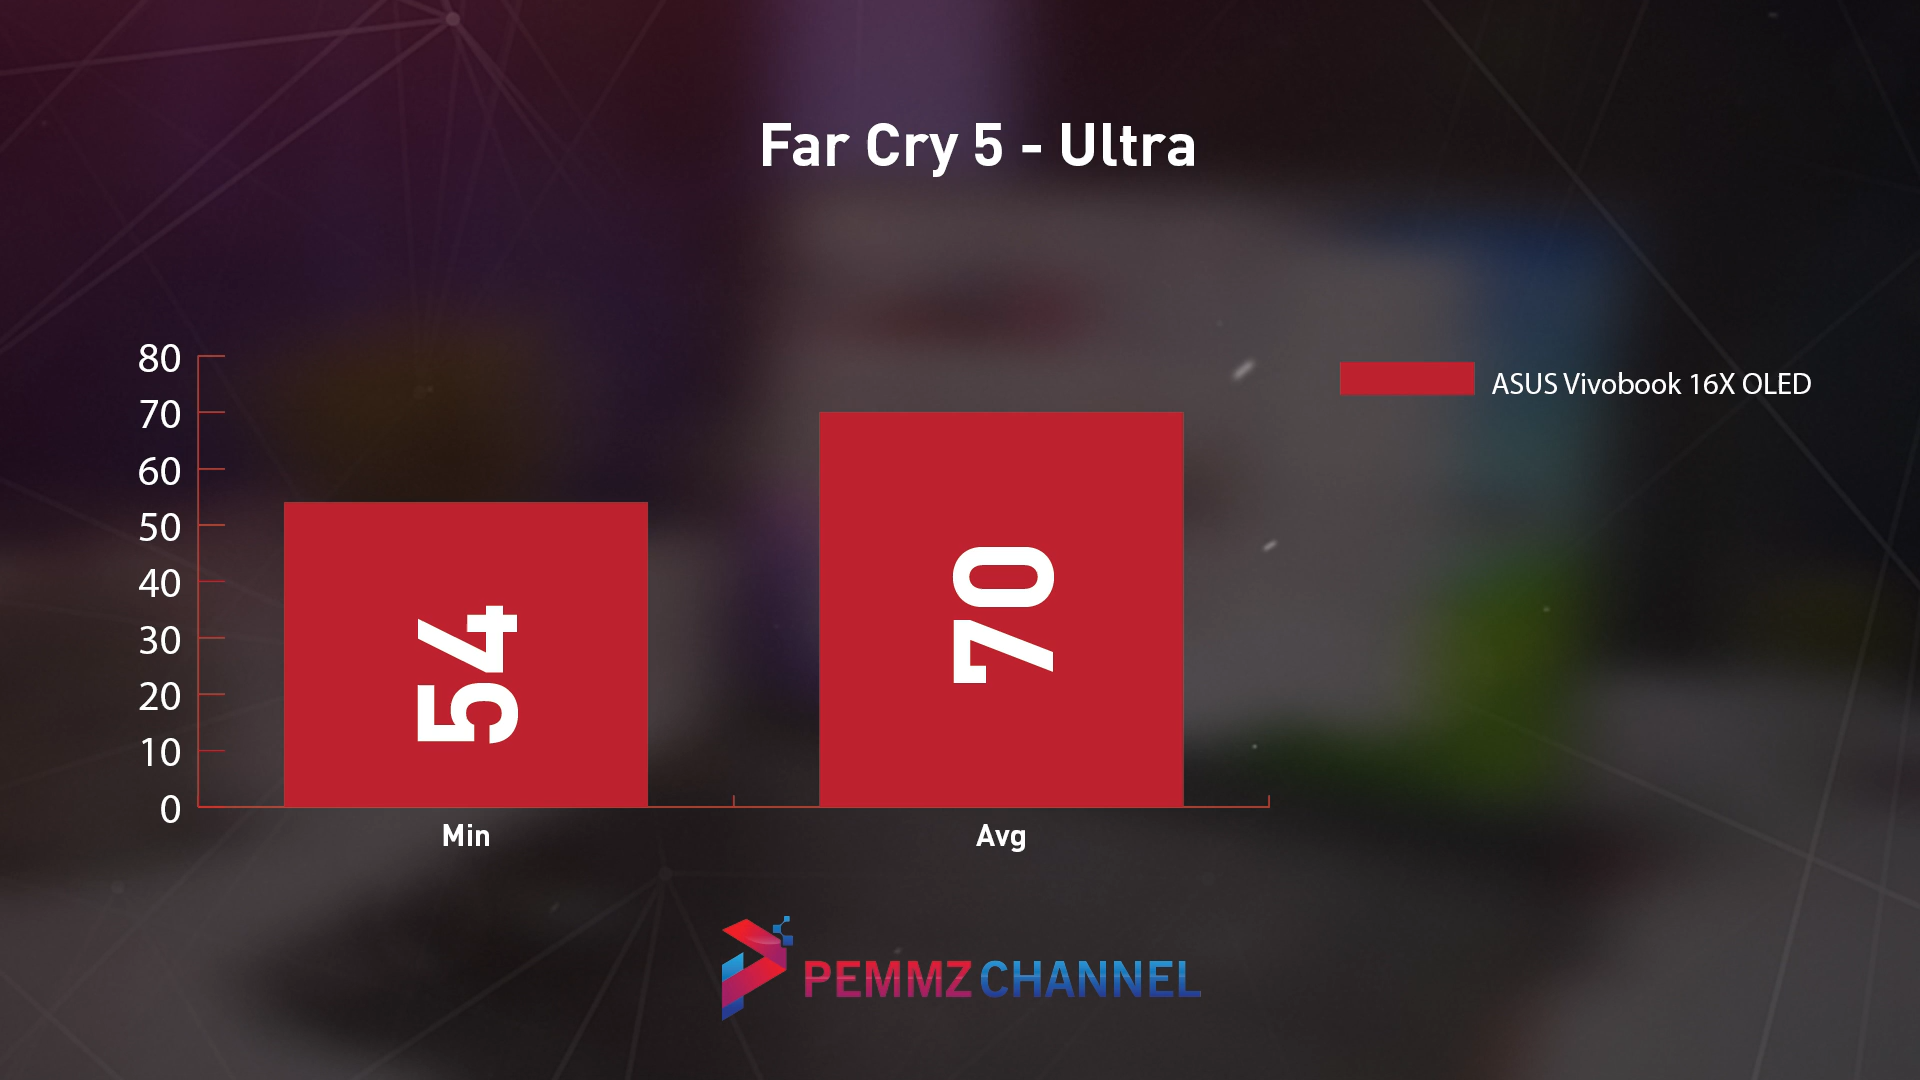 Far Cry 5 - Ultra
80
70
60
50
40
30
20
10
0
54
70
Min
Avg
ASUS Vivobook 16X OLED
PEMMZ CHANNEL